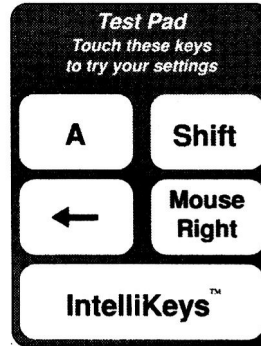 Test Pad
Touch these keys
to try your settings
A
Shift
←
Mouse
Right
IntelliKeys™